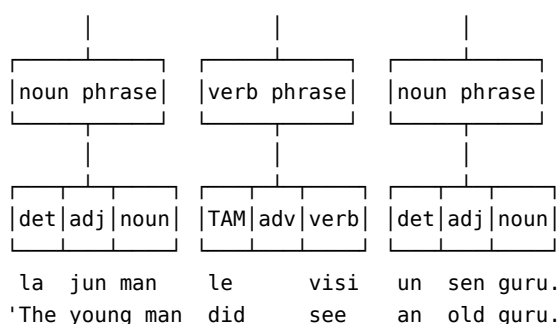 noun phrase verb phrase noun phrase
det adj noun TAM adv verb det adj noun
la jun man le visi un sen guru.
'The young man did see an old guru.